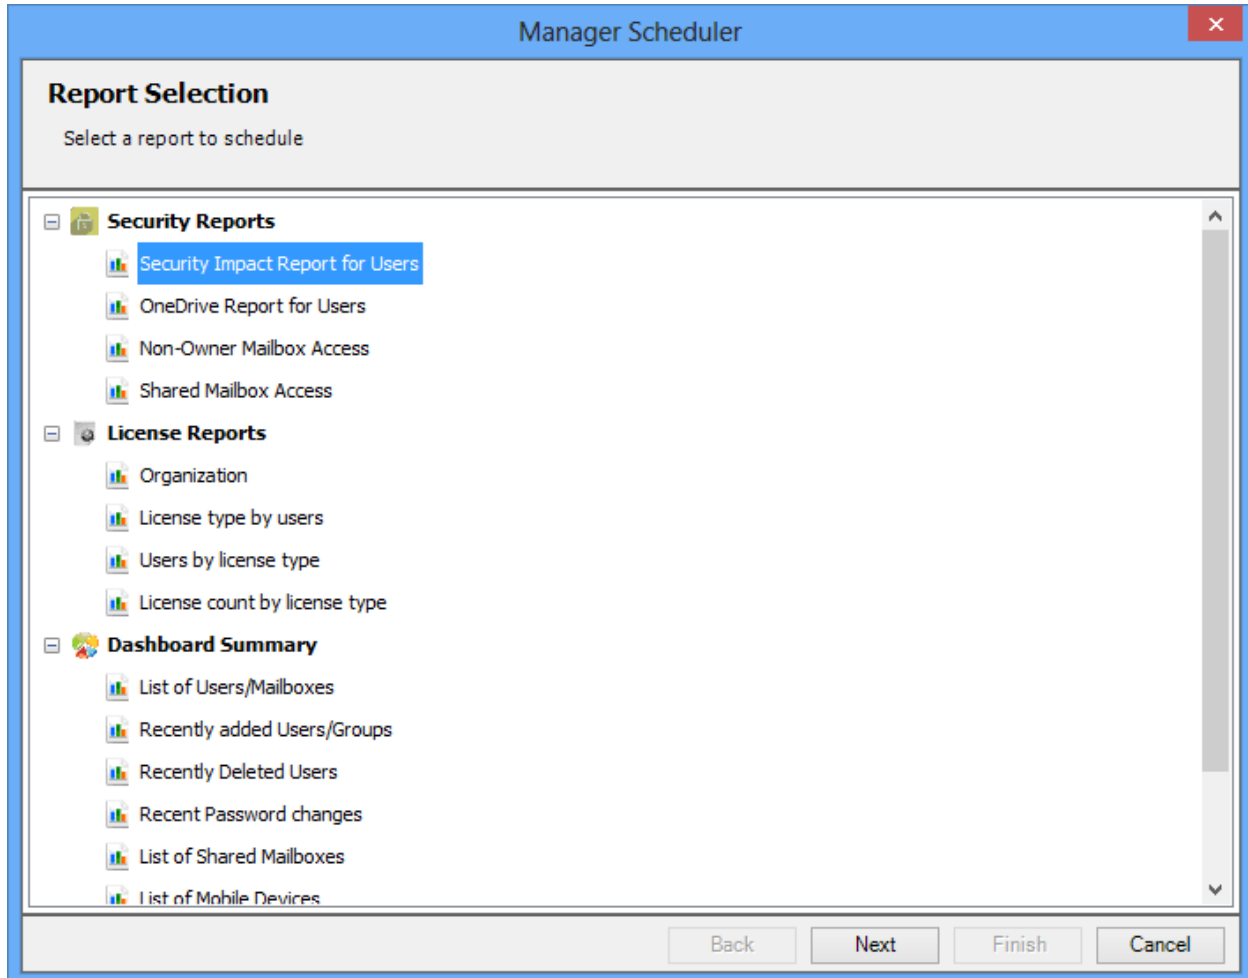 Manager Scheduler
Report Selection
Select a report to schedule
Security Reports
Security Impact Report for Users
OneDrive Report for Users
Non-Owner Mailbox Access
Shared Mailbox Access
License Reports
Organization
License type by users
Users by license type
License count by license type
Dashboard Summary
List of Users/Mailboxes
Recently added Users/Groups
Recently Deleted Users
Recent Password changes
List of Shared Mailboxes
List of Mobile Devices
Back Next Finish Cancel